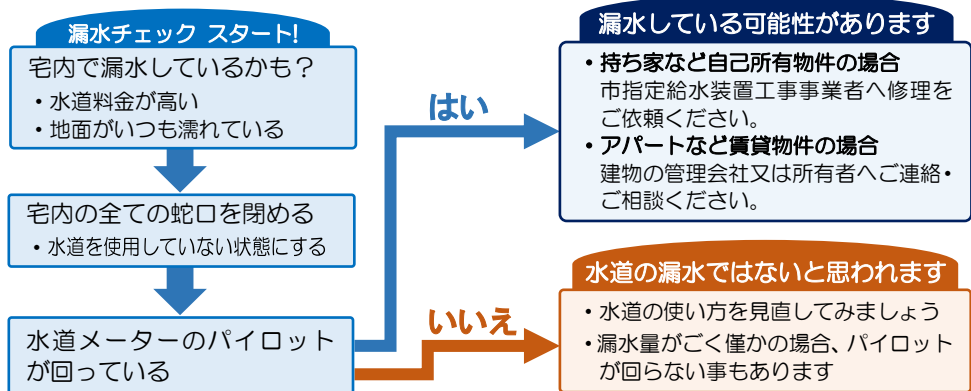 漏水チェック スタート!
宅内で漏水しているかも？
・水道料金が高い
・地面がいつも濡れている
宅内の全ての蛇口を閉める
・水道を使用していない状態にする
水道メーターのパイロット
が回っている
はい
漏水している可能性があります
・持ち家など自己所有物件の場合
市指定給水装置工事事業者へ修理を
ご依頼ください。
・アパートなど賃貸物件の場合
建物の管理会社又は所有者へご連絡・
ご相談ください。
いいえ
水道の漏水ではないと思われます
・水道の使い方を見直してみましょう
・漏水量がごく僅かの場合、パイロット
が回らない事もあります